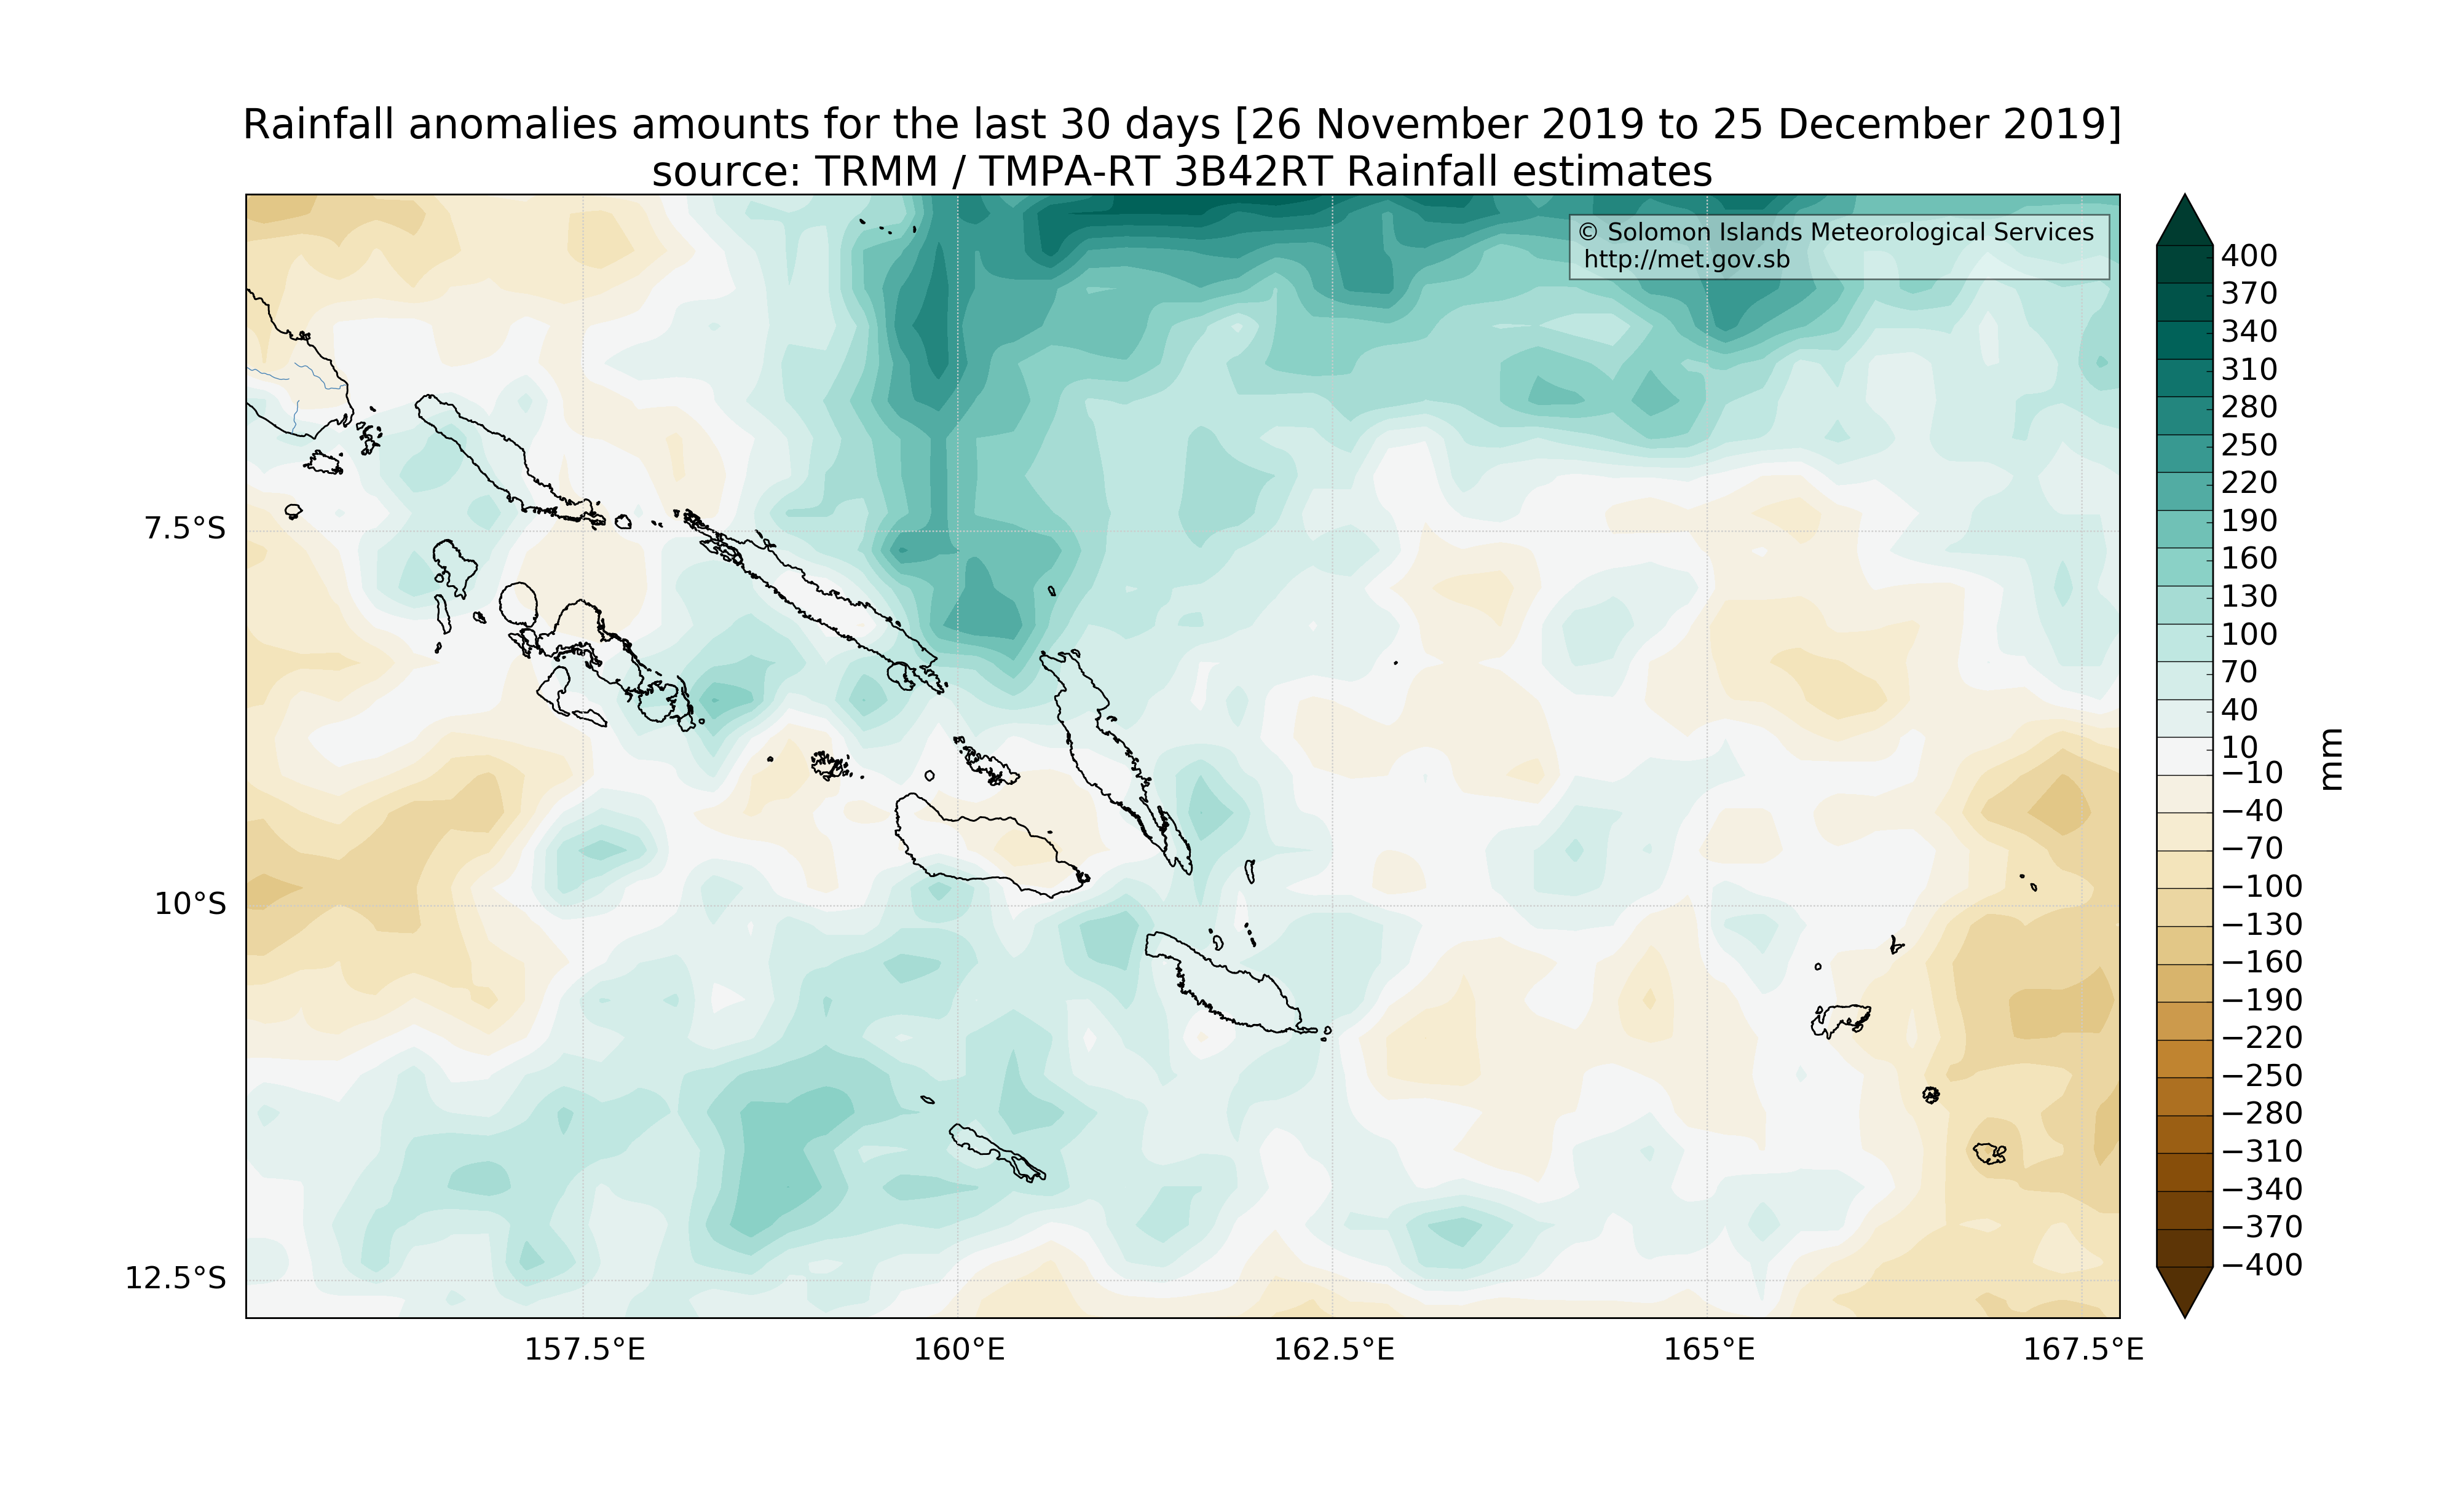 Rainfall anomalies amounts for the last 30 days [26 November 2019 to 25 December 2019]
source: TRMM / TMPA-RT 3B42RT Rainfall estimates
© Solomon Islands Meteorological Services
http://met.gov.sb
7.5°S
10°S
12.5°S
157.5°E
160°E
162.5°E
165°E
167.5°E
400
370
340
310
280
250
220
190
160
130
100
70
40
10
−10
−40
−70
−100
−130
−160
−190
−220
−250
−280
−310
−340
−370
−400
mm